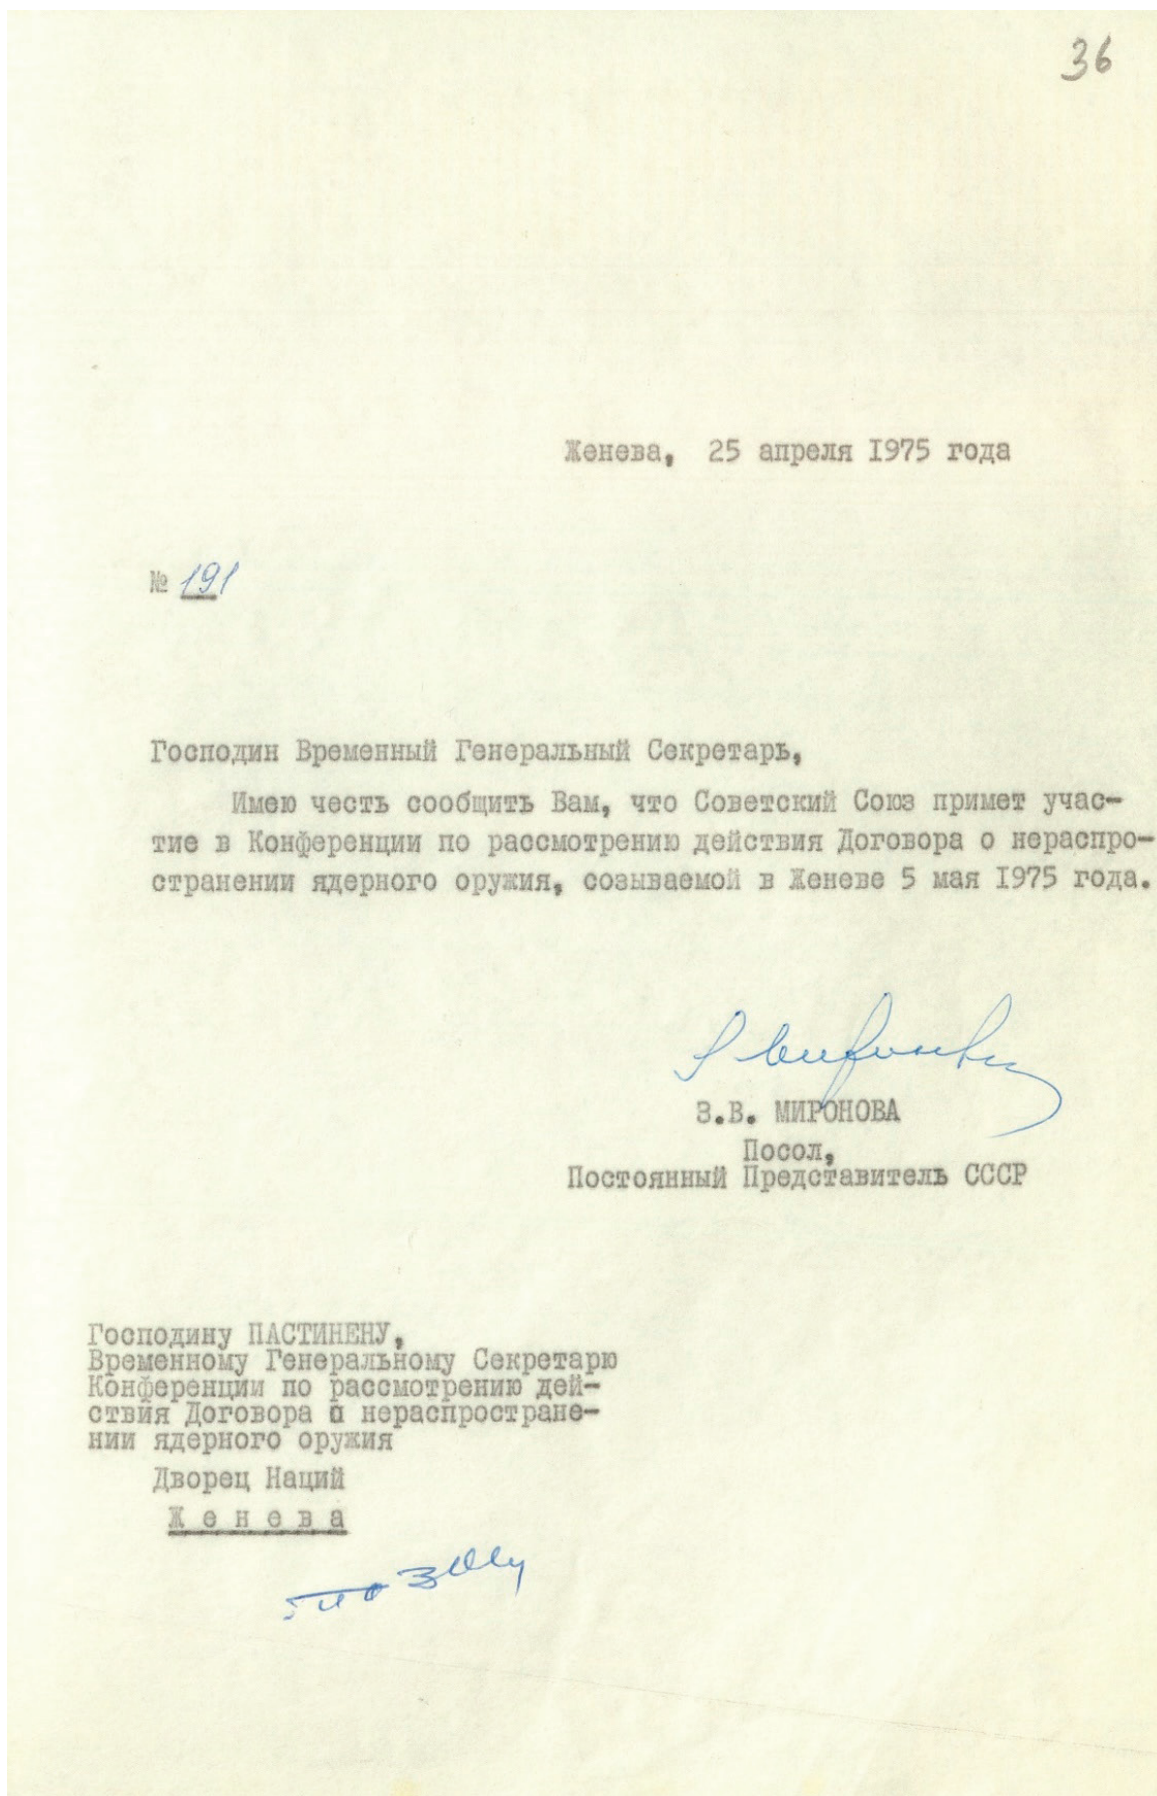 36
Женева, 25 апреля I975 года
№ 191
Господин Временный Генеральный Секретарь,
Имею честь сообщить Вам, что Советский Союз примет учас-
тие в Конференции по рассмотрению действия Договора о нераспро-
странении ядерного оружия, созываемой в Женеве 5 мая I975 года.
З.В. МИРОНОВА
Посол,
Постоянный Представитель СССР
Господину ПАСТИНЕНУ,
Временному Генеральному Секретарю
Конференции по рассмотрению дей-
ствия Договора о нераспростране-
нии ядерного оружия
Дворец Наций
Женева